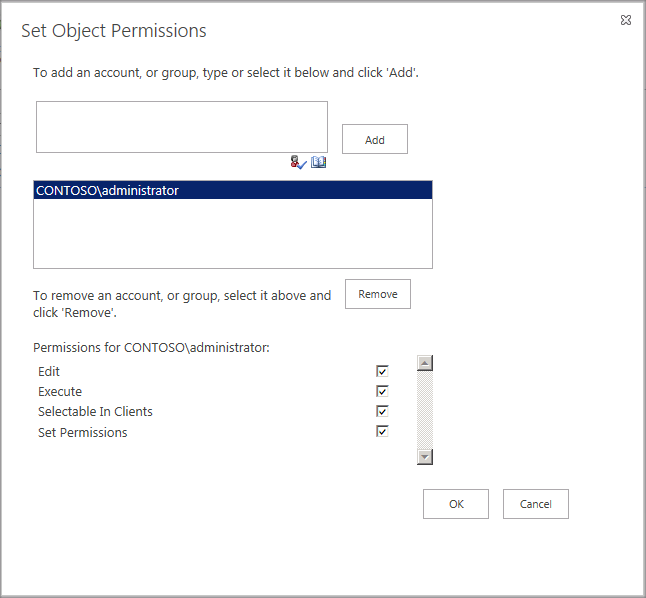 Set Object Permissions
To add an account, or group, type or select it below and click 'Add'.
Add
CONTOSO\administrator
To remove an account, or group, select it above and
click 'Remove'.
Remove
Permissions for CONTOSO\administrator:
Edit
Execute
Selectable In Clients
Set Permissions
OK
Cancel